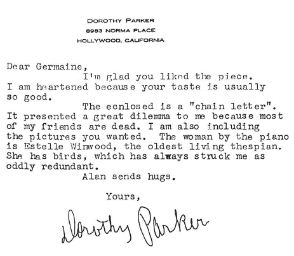 DOROTHY PARKER
8983 NORMA PLACE
HOLLYWOOD, CALIFORNIA
Dear Germaine,
I'm glad you liked the piece.
I am heartened because your taste is usually
so good.
The enclosed is a "chain letter".
It presented a great dilemma to me because most
of my friends are dead. I am also including
the pictures you wanted. The woman by the piano
is Estelle Winwood, the oldest living thespian.
She has birds, which has always struck me as
oddly redundant.
Alan sends hugs.
Yours,
Dorothy Parker